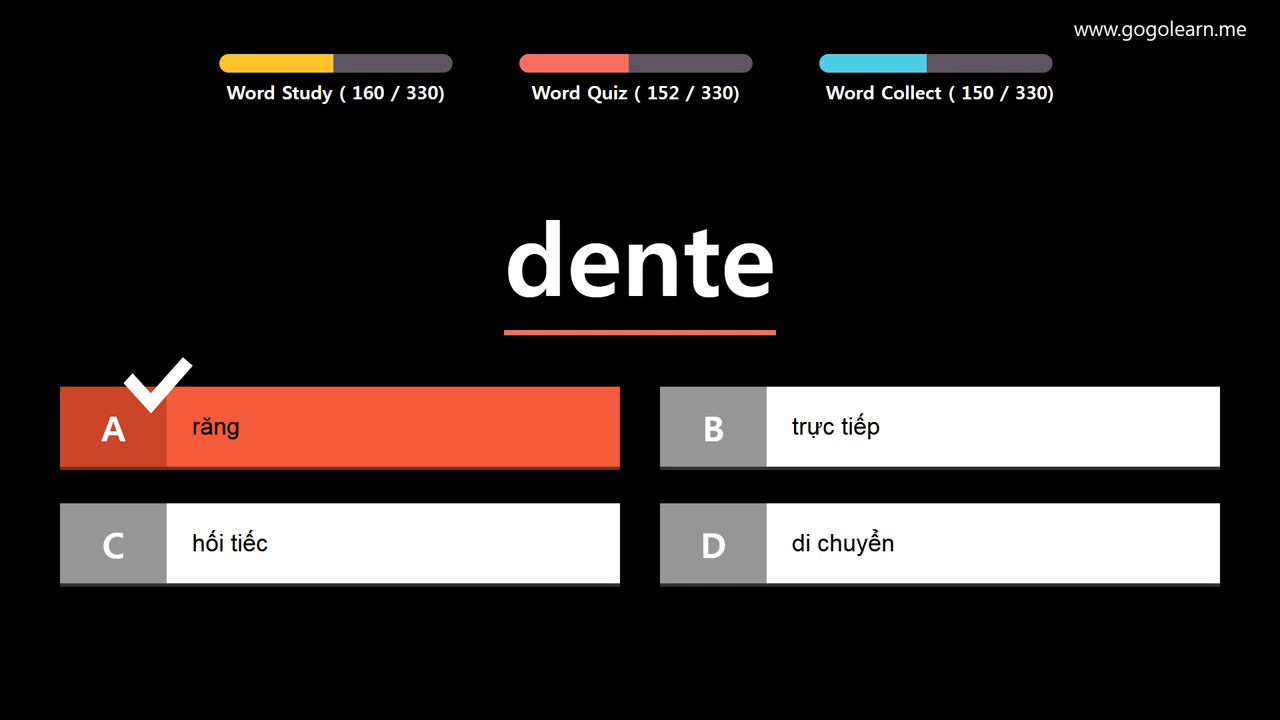 www.gogolearn.me
Word Study ( 160 / 330)
Word Quiz ( 152 / 330)
Word Collect ( 150 / 330)
dente
A răng
B trực tiếp
C hối tiếc
D di chuyển